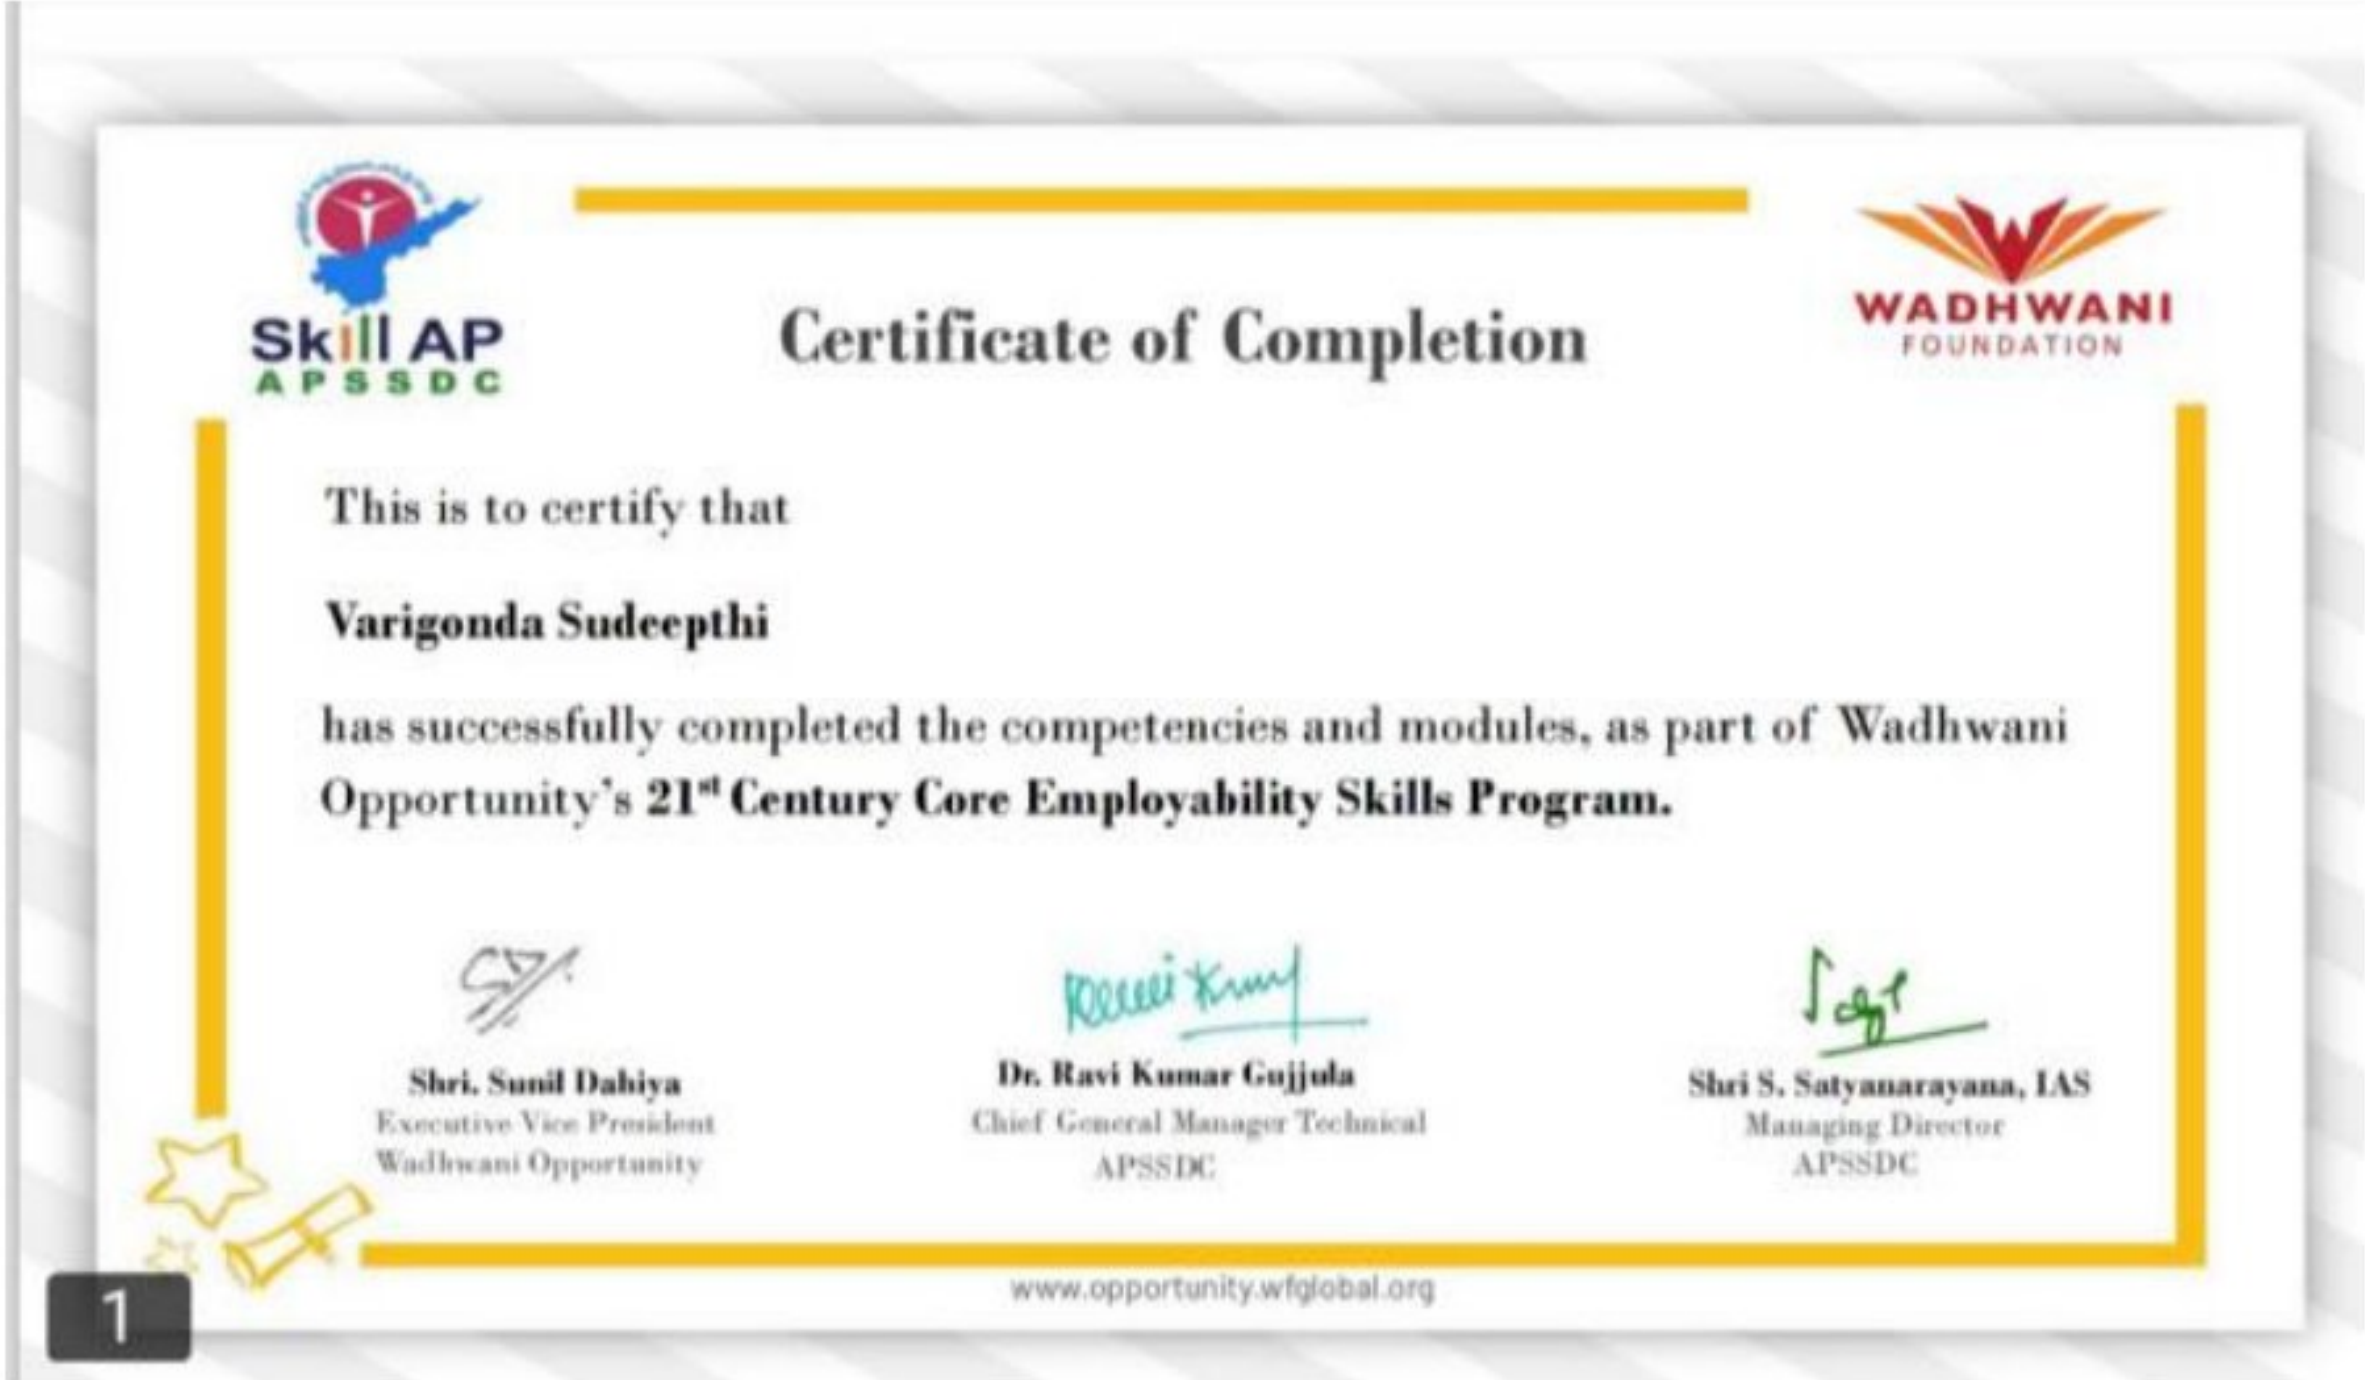 Skill AP
APSSDC
WADHWANI
FOUNDATION
Certificate of Completion
This is to certify that
Varigonda Sudeepthi
has successfully completed the competencies and modules, as part of Wadhwani
Opportunity's 21st Century Core Employability Skills Program.
Ravi Kumar
Shri. Sunil Dahiya
Executive Vice President
Wadhwani Opportunity
Dr. Ravi Kumar Gujjula
Chief General Manager Technical
APSSDC
Shri S. Satyanarayana, IAS
Managing Director
APSSDC
www.opportunity.wfglobal.org
1